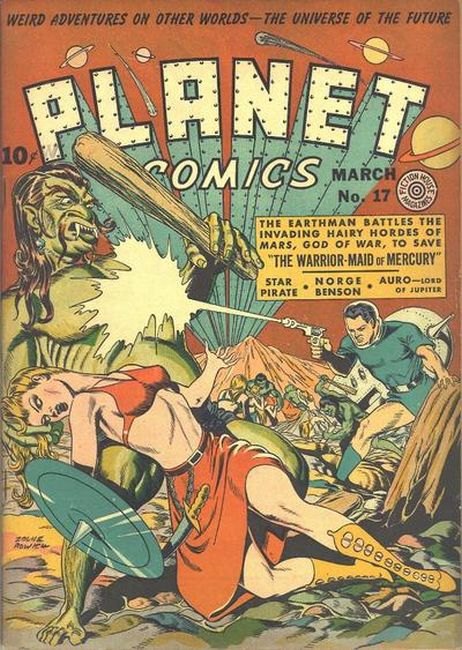 WEIRD ADVENTURES ON OTHER WORLDS—THE UNIVERSE OF THE FUTURE
PLANET
COMICS
10¢
MARCH
No. 17
FICTION HOUSE
MAGAZINES
THE EARTHMAN BATTLES THE
INVADING HAIRY HORDES OF
MARS, GOD OF WAR, TO SAVE
"THE WARRIOR-MAID OF MERCURY"
STAR PIRATE • NORGE BENSON • AURO—LORD OF JUPITER